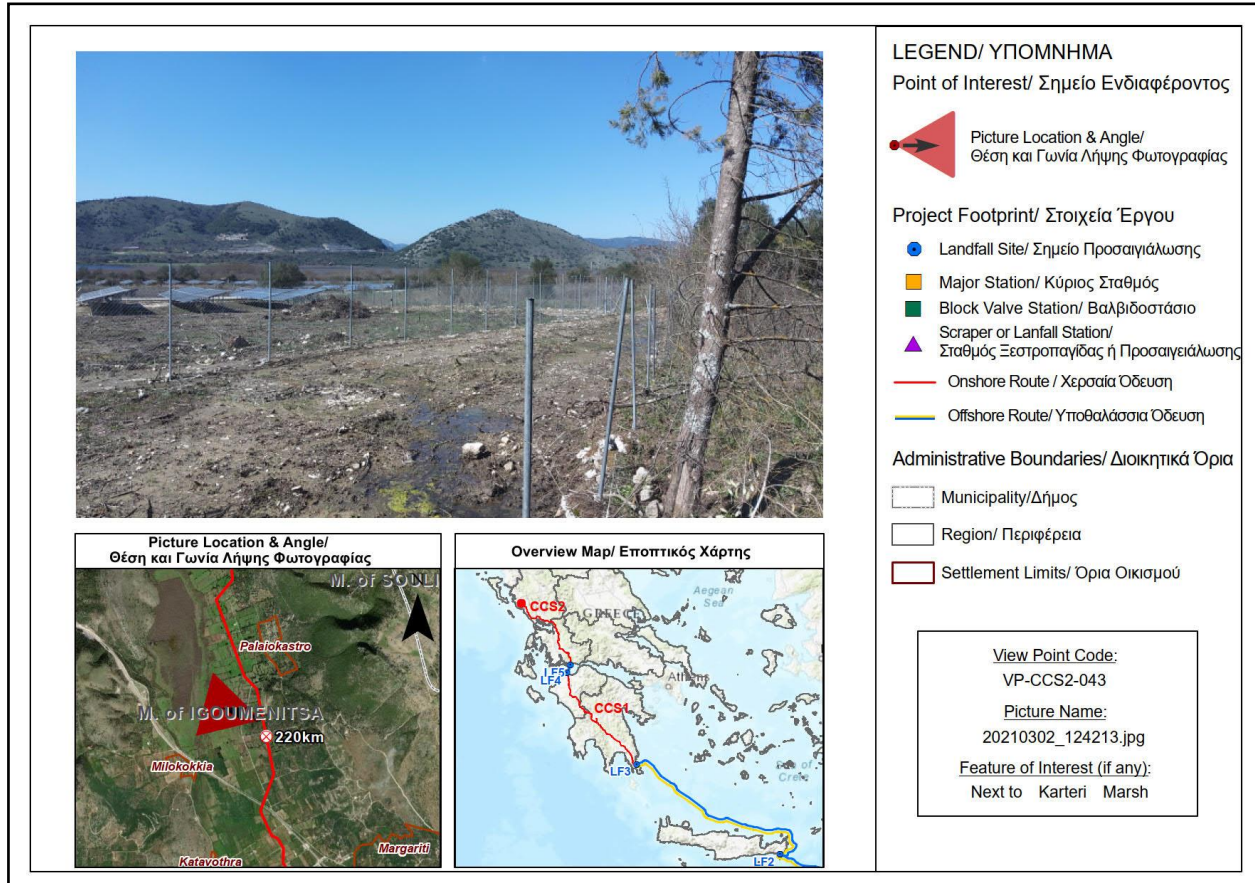 LEGEND/ ΥΠΟΜΝΗΜΑ
Point of Interest/ Σημείο Ενδιαφέροντος
Picture Location & Angle/
Θέση και Γωνία Λήψης Φωτογραφίας
Project Footprint/ Στοιχεία Έργου
Landfall Site/ Σημείο Προσαιγιάλωσης
Major Station/ Κύριος Σταθμός
Block Valve Station/ Βαλβιδοστάσιο
Scraper or Lanfall Station/
Σταθμός Ξεστροπαγίδας ή Προσαιγειάλωσης
Onshore Route / Χερσαία Όδευση
Offshore Route/ Υποθαλάσσια Όδευση
Administrative Boundaries/ Διοικητικά Όρια
Municipality/Δήμος
Region/ Περιφέρεια
Settlement Limits/ Όρια Οικισμού
View Point Code:
VP-CCS2-043
Picture Name:
20210302_124213.jpg
Feature of Interest (if any):
Next to Karteri Marsh
Picture Location & Angle/
Θέση και Γωνία Λήψης Φωτογραφίας
M. of SOULI
Palaiokastro
M. of IGOUMENITSA
220km
Milokokkia
Margariti
Katavothra
Overview Map/ Εποπτικός Χάρτης
CCS2
GREECE
Aegean
Sea
LF5
LF4
Athens
CCS1
LF3
Sea of
Crete
LF2